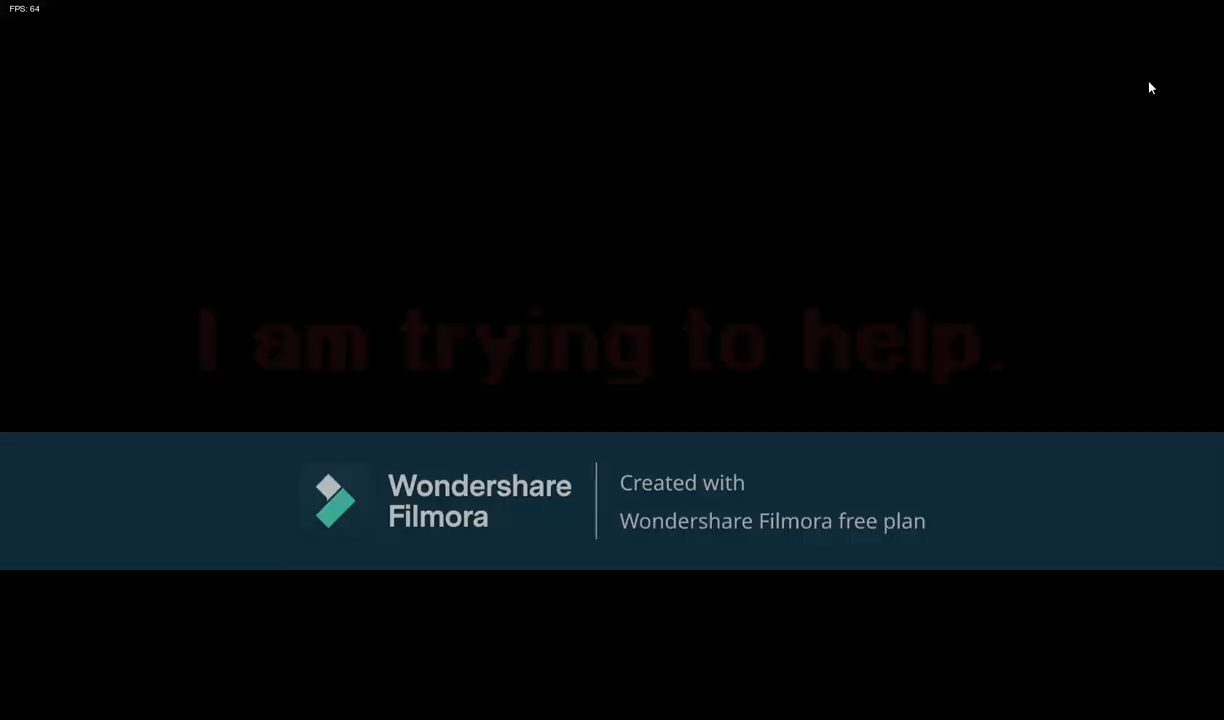 FPS: 64
I am trying to help.
Wondershare
Filmora
Created with
Wondershare Filmora free plan